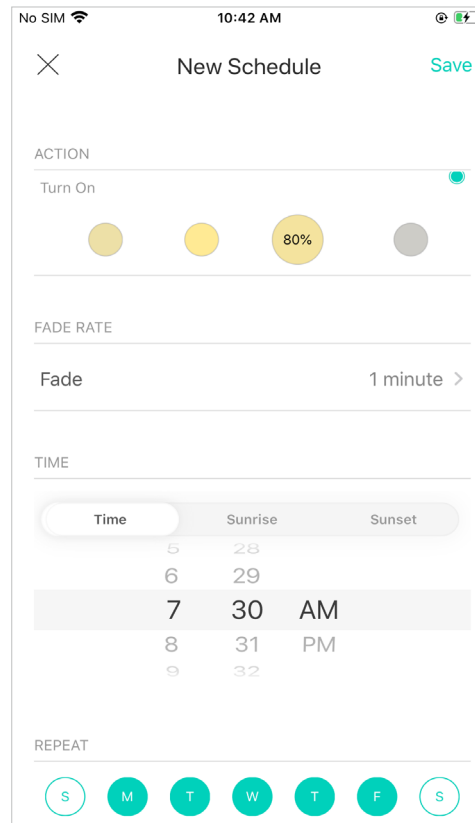 No SIM 10:42 AM
New Schedule Save
ACTION
Turn On
80%
FADE RATE
Fade 1 minute >
TIME
Time Sunrise Sunset
5 28
6 29
7 30 AM
8 31 PM
9 32
REPEAT
S M T W T F S